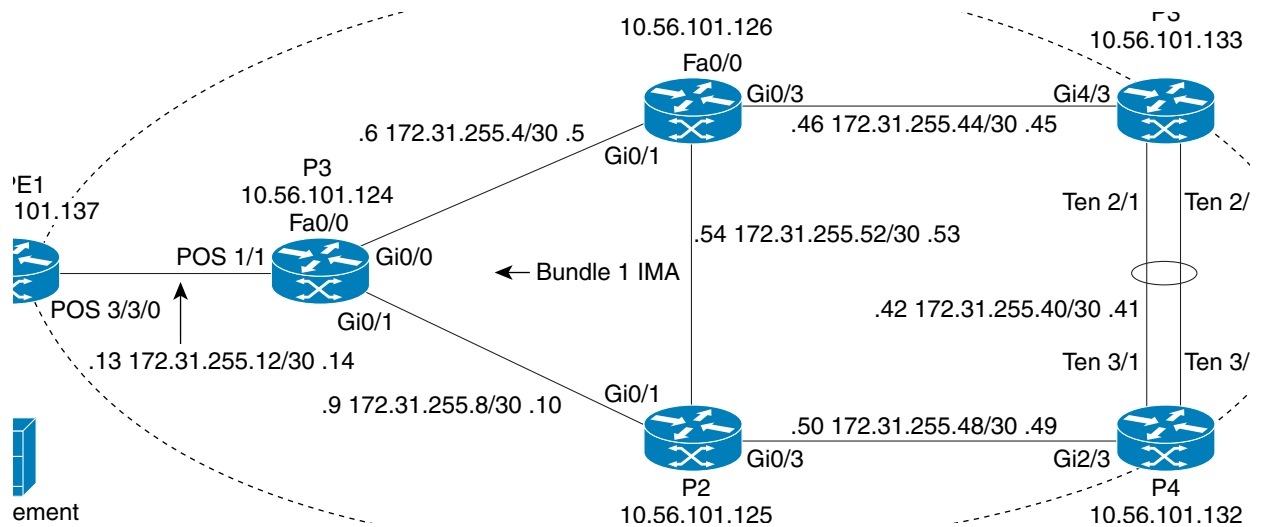 10.56.101.126
10.56.101.133
Fa0/0
Gi0/3
Gi4/3
.46 172.31.255.44/30 .45
.6 172.31.255.4/30 .5
Gi0/1
P3
10.56.101.124
Fa0/0
101.137
Ten 2/1
Ten 2/
.54 172.31.255.52/30 .53
POS 1/1
Gi0/0
Bundle 1 IMA
POS 3/3/0
Gi0/1
.42 172.31.255.40/30 .41
.13 172.31.255.12/30 .14
Ten 3/1
Ten 3/
.9 172.31.255.8/30 .10
Gi0/1
.50 172.31.255.48/30 .49
Gi0/3
Gi2/3
P2
10.56.101.125
P4
10.56.101.132
ement